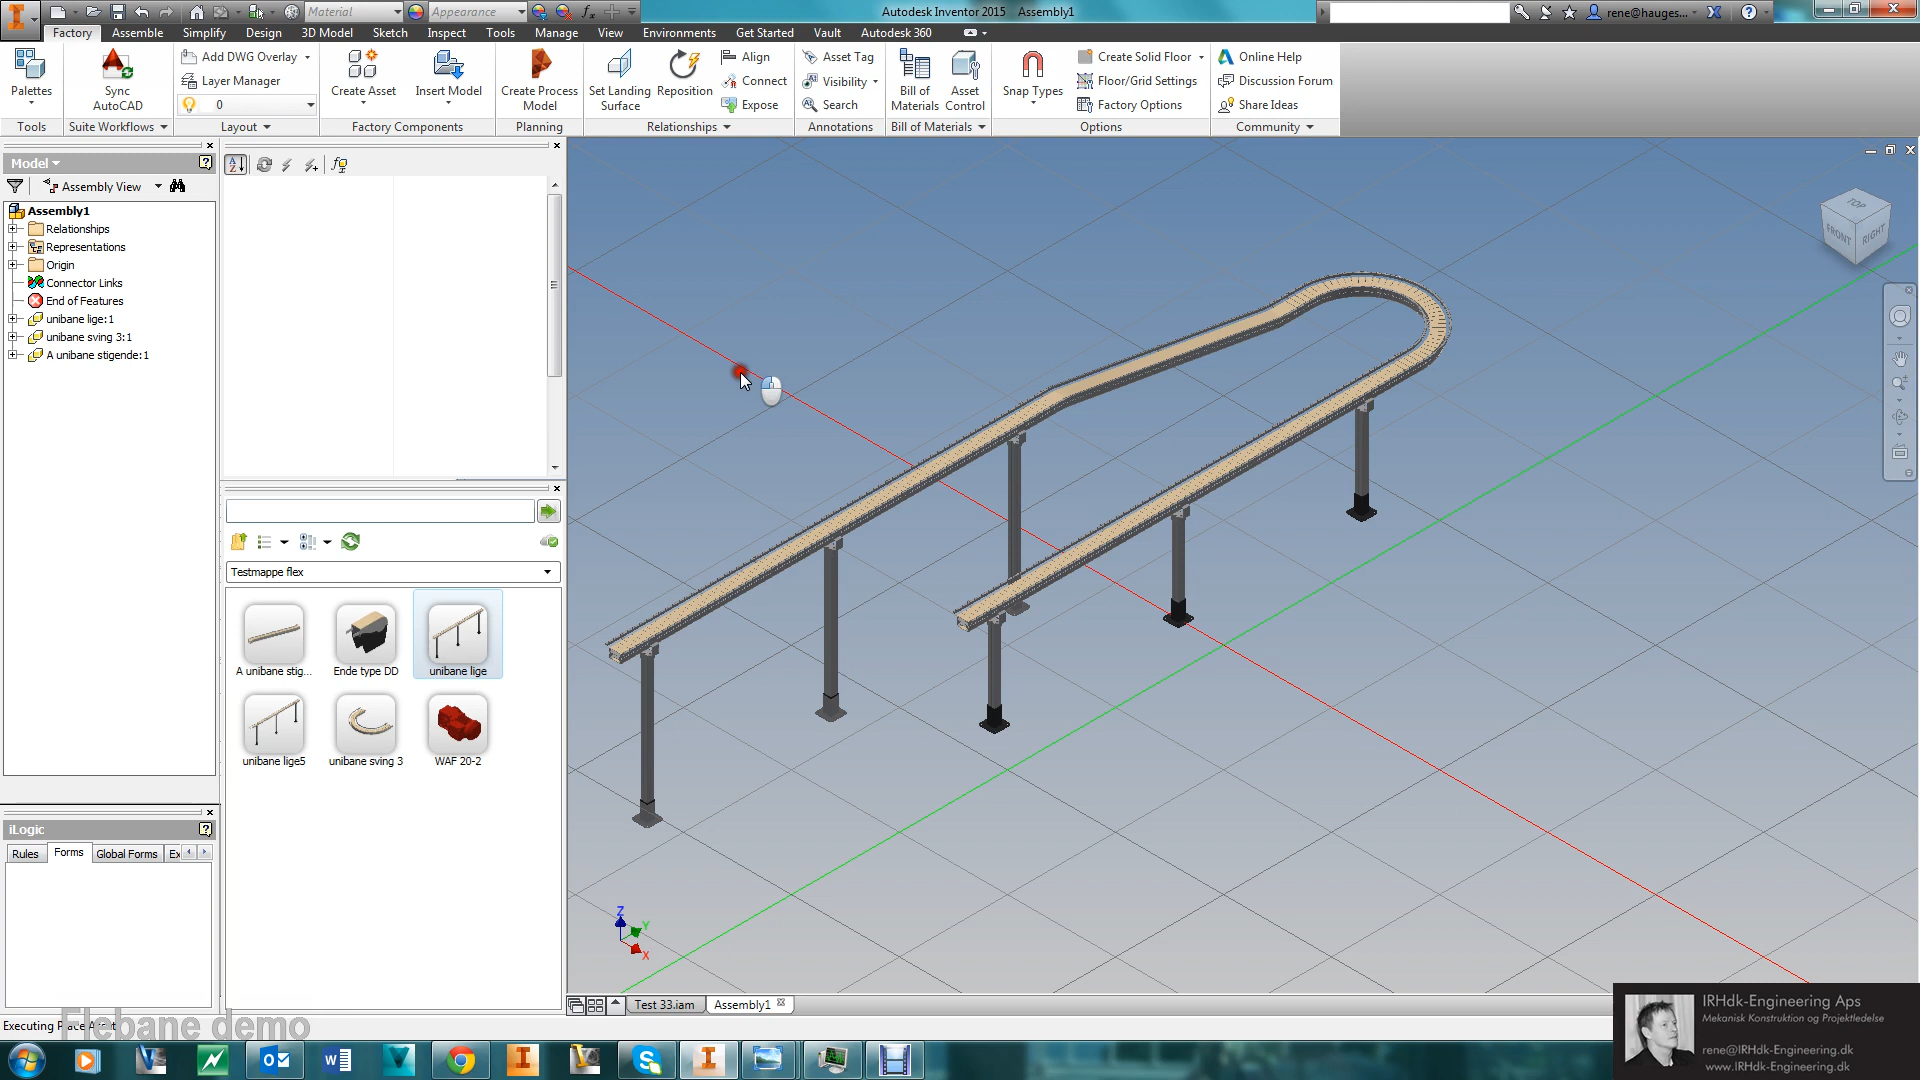 Material
Appearance
Autodesk Inventor 2015 Assembly1
rene@hauges...
Factory Assemble Simplify Design 3D Model Sketch Inspect Tools Manage View Environments Get Started Vault Autodesk 360
Palettes
Sync AutoCAD
Add DWG Overlay
Layer Manager
0
Create Asset
Insert Model
Create Process Model
Set Landing Surface
Reposition
Align
Connect
Expose
Asset Tag
Visibility
Search
Bill of Materials
Asset Control
Snap Types
Create Solid Floor
Floor/Grid Settings
Factory Options
Online Help
Discussion Forum
Share Ideas
Tools Suite Workflows Layout Factory Components Planning Relationships Annotations Bill of Materials Options Community
Model
Assembly View
Assembly1
Relationships
Representations
Origin
Connector Links
End of Features
unibane lige:1
unibane sving 3:1
A unibane stigende:1
Testmappe flex
A unibane stig...
Ende type DD
unibane lige
unibane lige5
unibane sving 3
WAF 20-2
iLogic
Rules Forms Global Forms Ex
TOP
FRONT
RIGHT
Z
Y
X
Test 33.iam
Assembly1
Flebane demo
IRHdk-Engineering Aps
Mekanisk Konstruktion og Projektledelse
rene@IRHdk-Engineering.dk
www.IRHdk-Engineering.dk